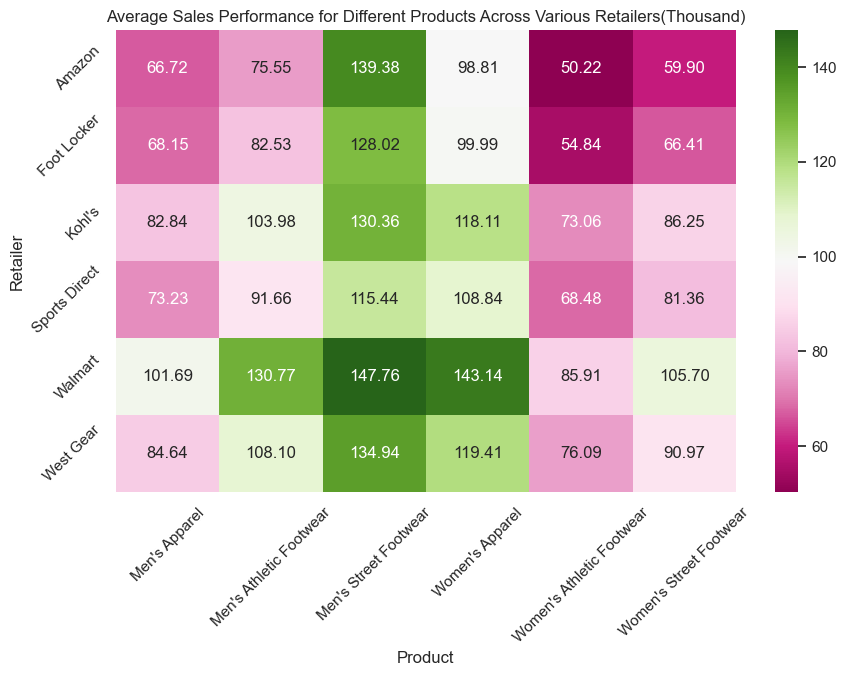 Average Sales Performance for Different Products Across Various Retailers(Thousand)
Retailer
Amazon
66.72 75.55 139.38 98.81 50.22 59.90
Foot Locker
68.15 82.53 128.02 99.99 54.84 66.41
Kohl's
82.84 103.98 130.36 118.11 73.06 86.25
Sports Direct
73.23 91.66 115.44 108.84 68.48 81.36
Walmart
101.69 130.77 147.76 143.14 85.91 105.70
West Gear
84.64 108.10 134.94 119.41 76.09 90.97
Men's Apparel
Men's Athletic Footwear
Men's Street Footwear
Women's Apparel
Women's Athletic Footwear
Women's Street Footwear
Product
140
120
100
80
60